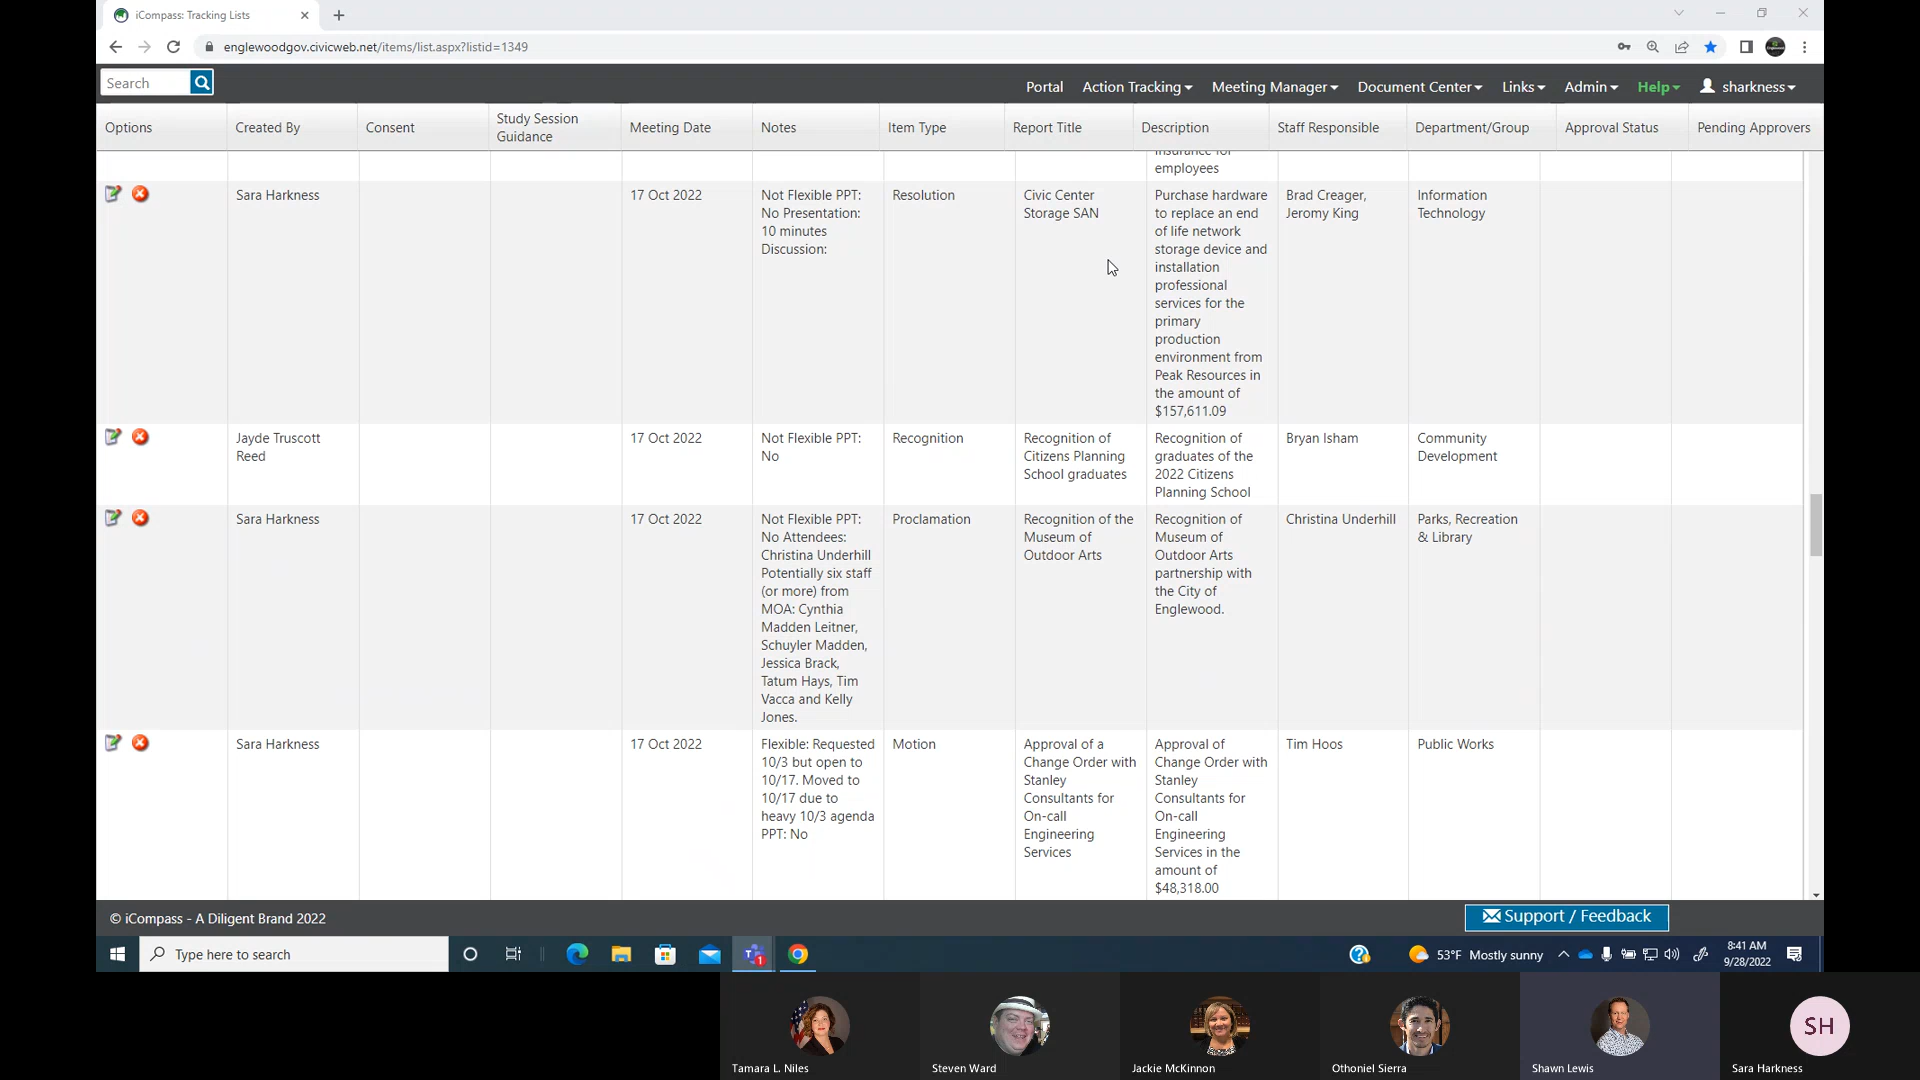 iCompass: Tracking Lists
englewoodgov.civicweb.net/items/list.aspx?listid=1349
Search
Portal
Action Tracking
Meeting Manager
Document Center
Links
Admin
Help
sharkness
Options
Created By
Consent
Study Session
Guidance
Meeting Date
Notes
Item Type
Report Title
Description
Staff Responsible
Department/Group
Approval Status
Pending Approvers
insurance for
employees
Sara Harkness
17 Oct 2022
Not Flexible PPT:
No Presentation:
10 minutes
Discussion:
Resolution
Civic Center
Storage SAN
Purchase hardware
to replace an end
of life network
storage device and
installation
professional
services for the
primary
production
environment from
Peak Resources in
the amount of
$157,611.09
Brad Creager,
Jeromy King
Information
Technology
Jayde Truscott
Reed
17 Oct 2022
Not Flexible PPT:
No
Recognition
Recognition of
Citizens Planning
School graduates
Recognition of
graduates of the
2022 Citizens
Planning School
Bryan Isham
Community
Development
Sara Harkness
17 Oct 2022
Not Flexible PPT:
No Attendees:
Christina Underhill
Potentially six staff
(or more) from
MOA: Cynthia
Madden Leitner,
Schuyler Madden,
Jessica Brack,
Tatum Hays, Tim
Vacca and Kelly
Jones.
Proclamation
Recognition of the
Museum of
Outdoor Arts
Recognition of
Museum of
Outdoor Arts
partnership with
the City of
Englewood.
Christina Underhill
Parks, Recreation
& Library
Sara Harkness
17 Oct 2022
Flexible: Requested
10/3 but open to
10/17. Moved to
10/17 due to
heavy 10/3 agenda
PPT: No
Motion
Approval of a
Change Order with
Stanley
Consultants for
On-call
Engineering
Services
Approval of
Change Order with
Stanley
Consultants for
On-call
Engineering
Services in the
amount of
$48,318.00
Tim Hoos
Public Works
© iCompass - A Diligent Brand 2022
Support / Feedback
Type here to search
1
53°F Mostly sunny
8:41 AM
9/28/2022
Tamara L. Niles
Steven Ward
Jackie McKinnon
Othoniel Sierra
Shawn Lewis
SH
Sara Harkness